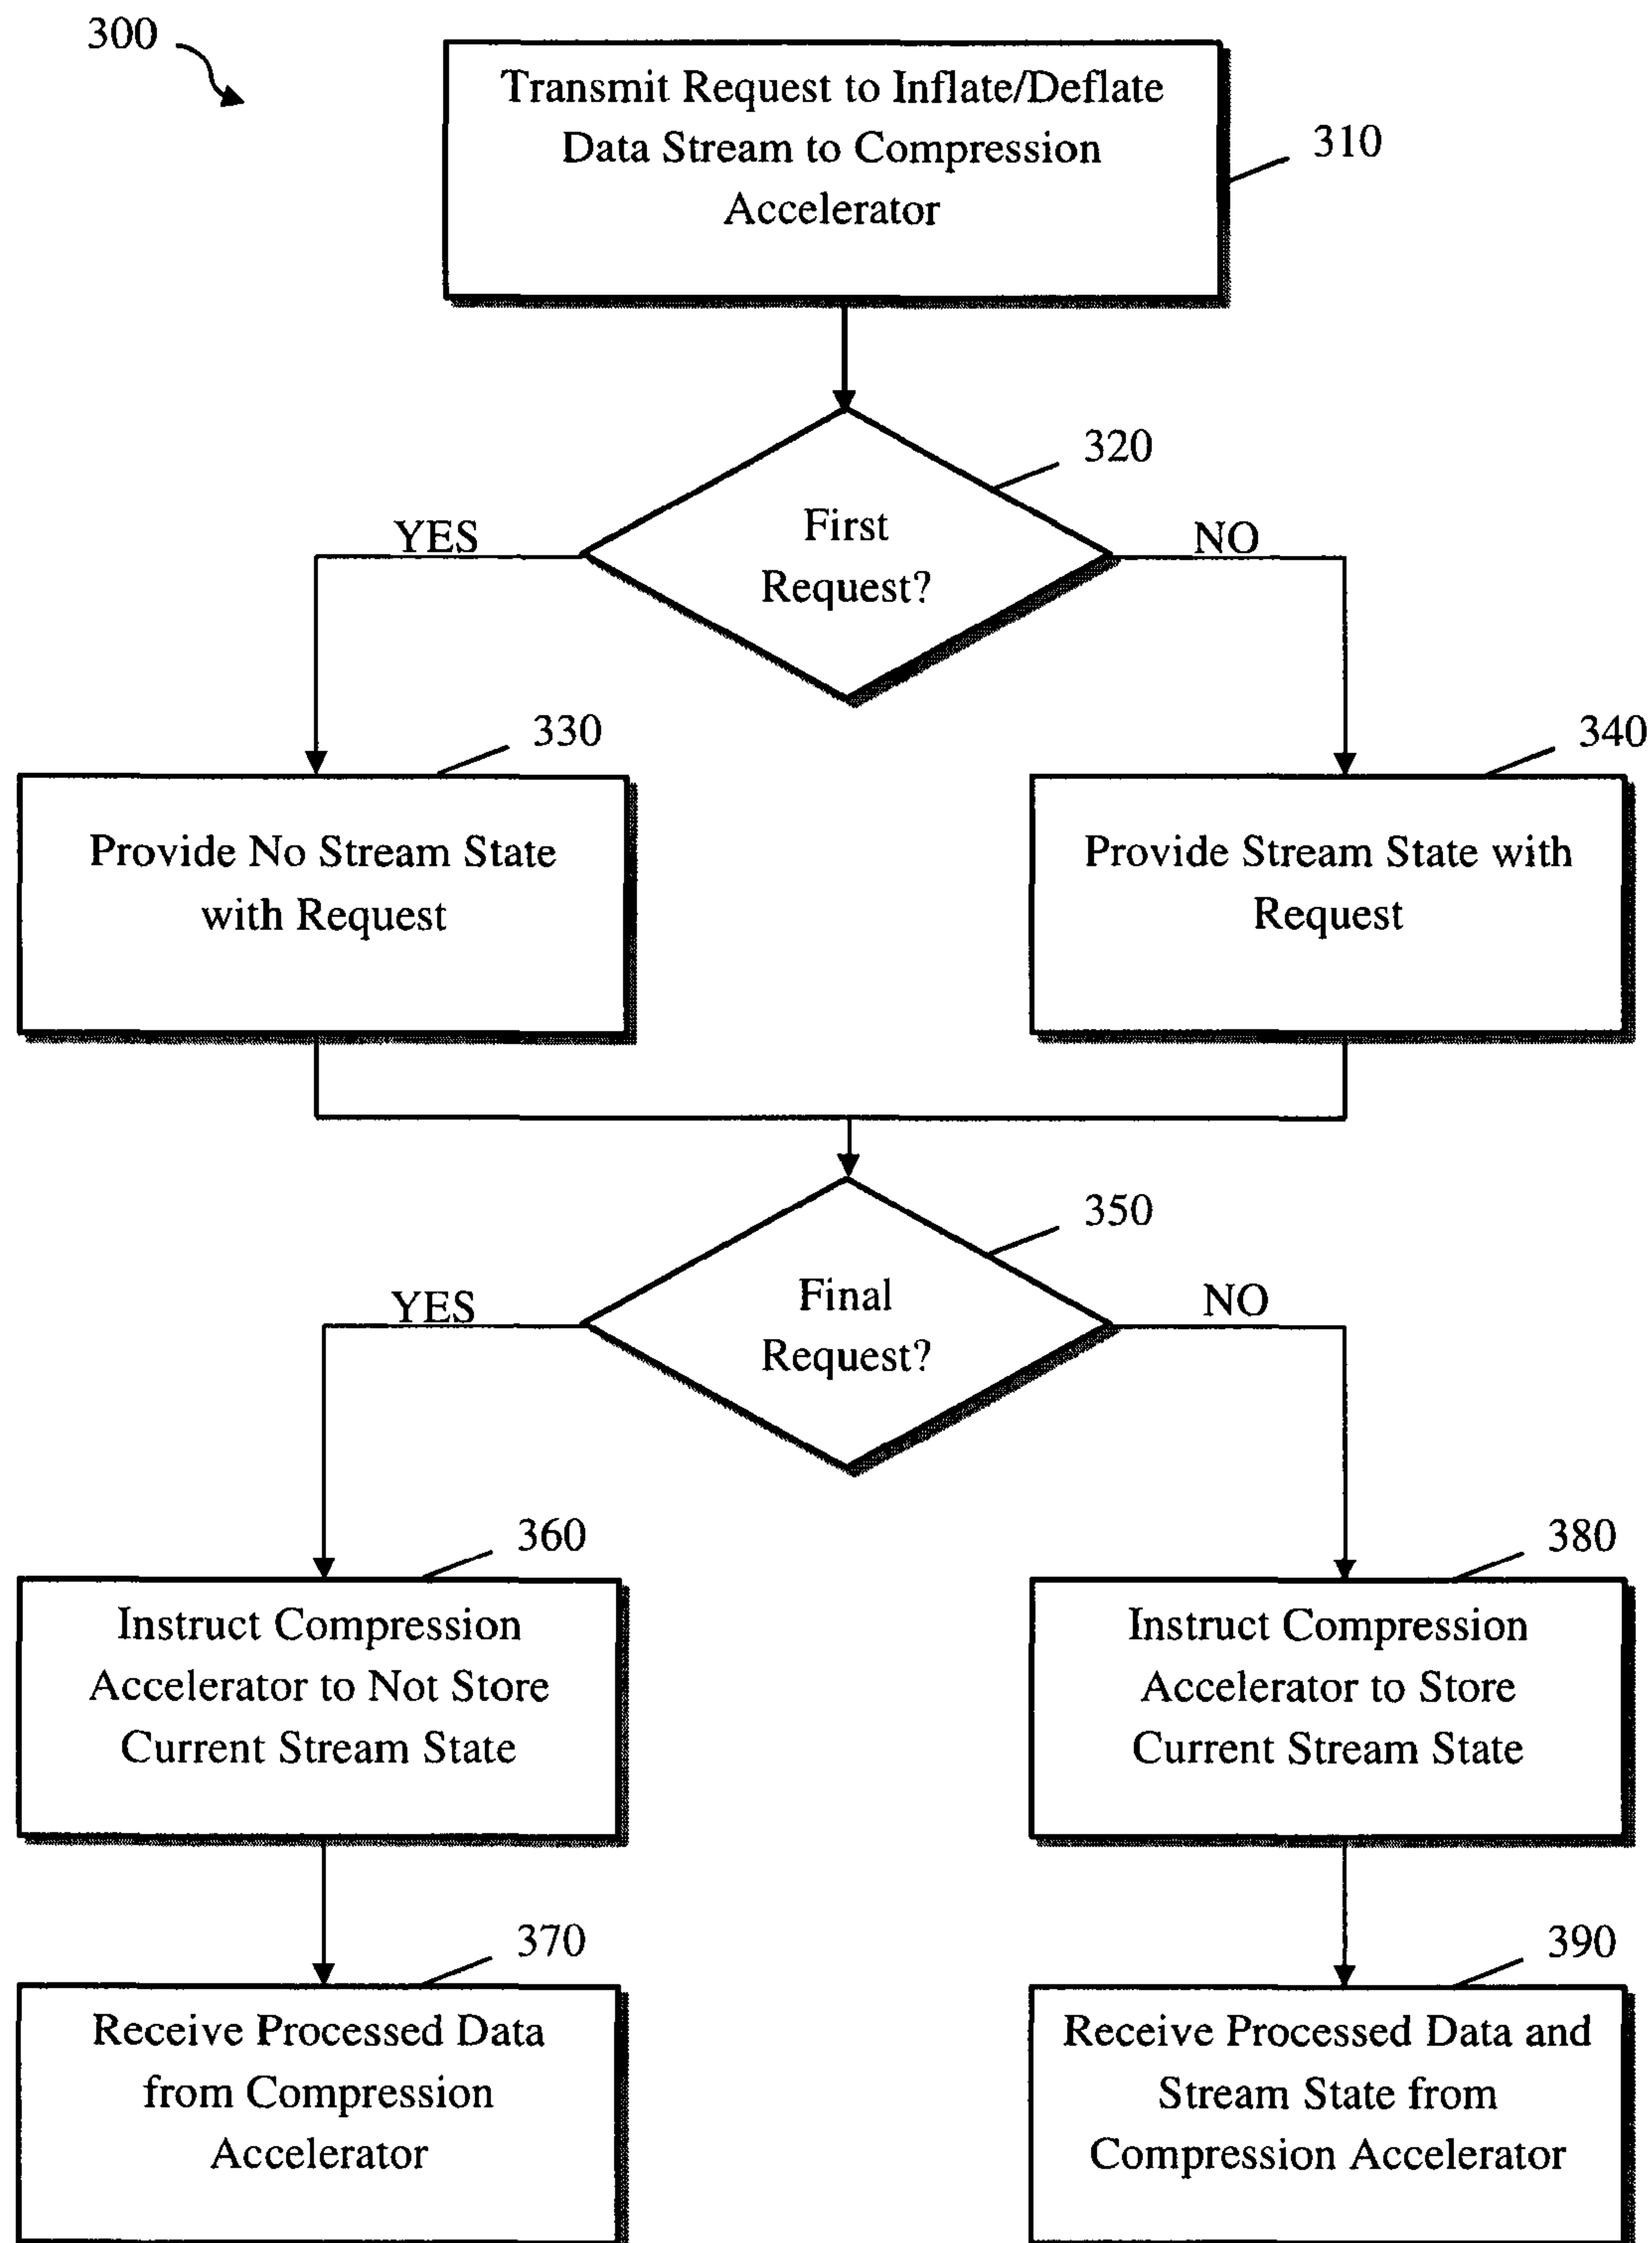 300
Transmit Request to Inflate/Deflate
Data Stream to Compression
Accelerator
310
320
First
Request?
YES
NO
330
340
Provide No Stream State
with Request
Provide Stream State with
Request
350
Final
Request?
YES
NO
360
380
Instruct Compression
Accelerator to Not Store
Current Stream State
Instruct Compression
Accelerator to Store
Current Stream State
370
390
Receive Processed Data
from Compression
Accelerator
Receive Processed Data and
Stream State from
Compression Accelerator